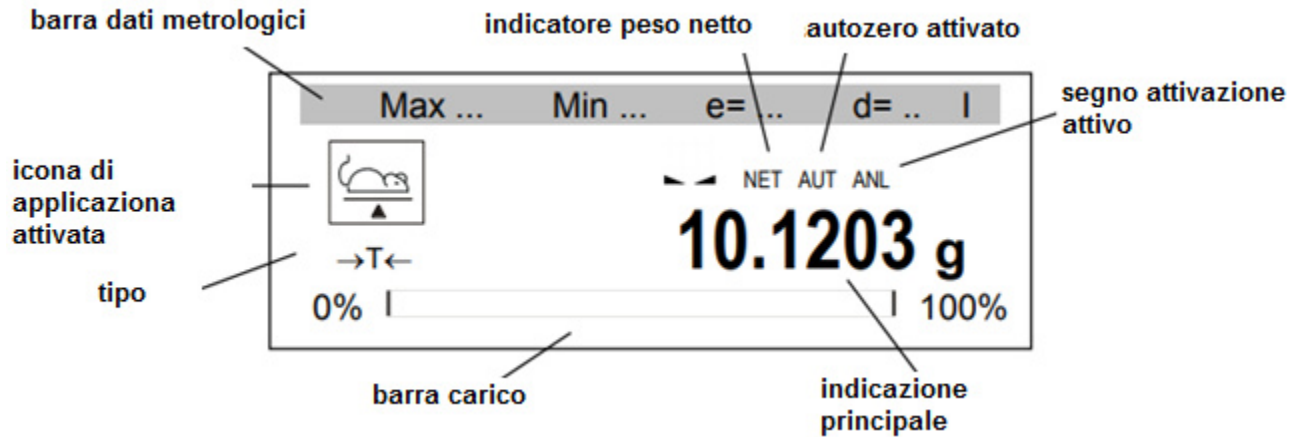 barra dati metrologici
indicatore peso netto
autozero attivato
segno attivazione
attivo
Max ... Min ... e= ... d= .. I
icona di
applicaziona
attivata
NET AUT ANL
10.1203 g
→T←
tipo
0% 100%
barra carico
indicazione
principale